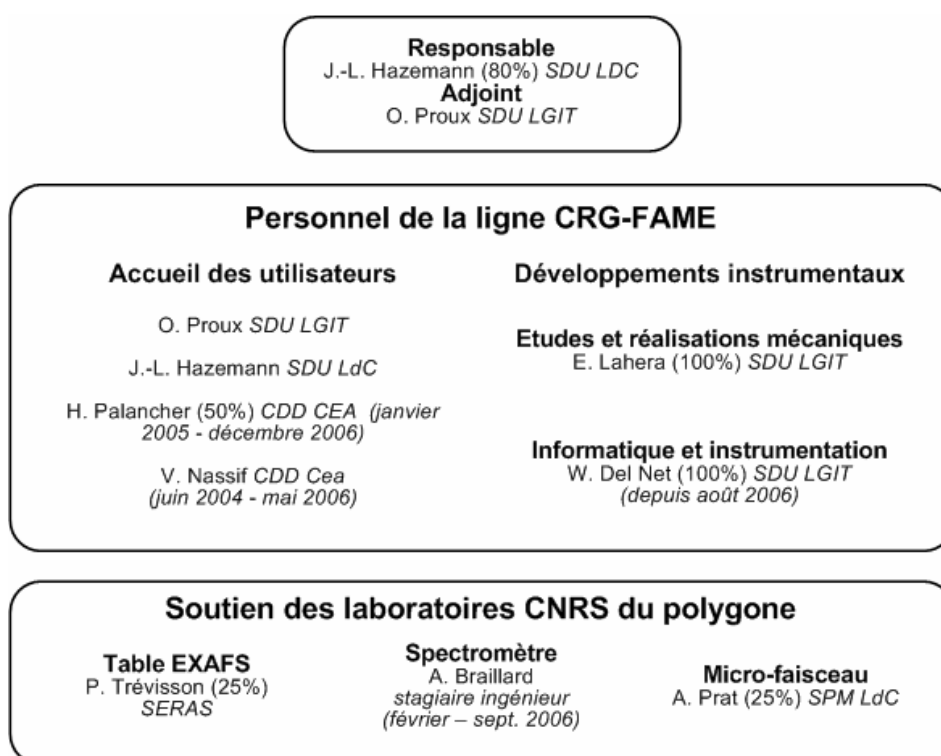 Responsable
J.-L. Hazemann (80%) SDU LDC
Adjoint
O. Proux SDU LGIT
Personnel de la ligne CRG-FAME
Accueil des utilisateurs
O. Proux SDU LGIT
J.-L. Hazemann SDU LdC
H. Palancher (50%) CDD CEA (janvier
2005 - décembre 2006)
V. Nassif CDD Cea
(juin 2004 - mai 2006)
Développements instrumentaux
Etudes et réalisations mécaniques
E. Lahera (100%) SDU LGIT
Informatique et instrumentation
W. Del Net (100%) SDU LGIT
(depuis août 2006)
Soutien des laboratoires CNRS du polygone
Table EXAFS
P. Trévisson (25%)
SERAS
Spectromètre
A. Braillard
stagiaire ingénieur
(février – sept. 2006)
Micro-faisceau
A. Prat (25%) SPM LdC